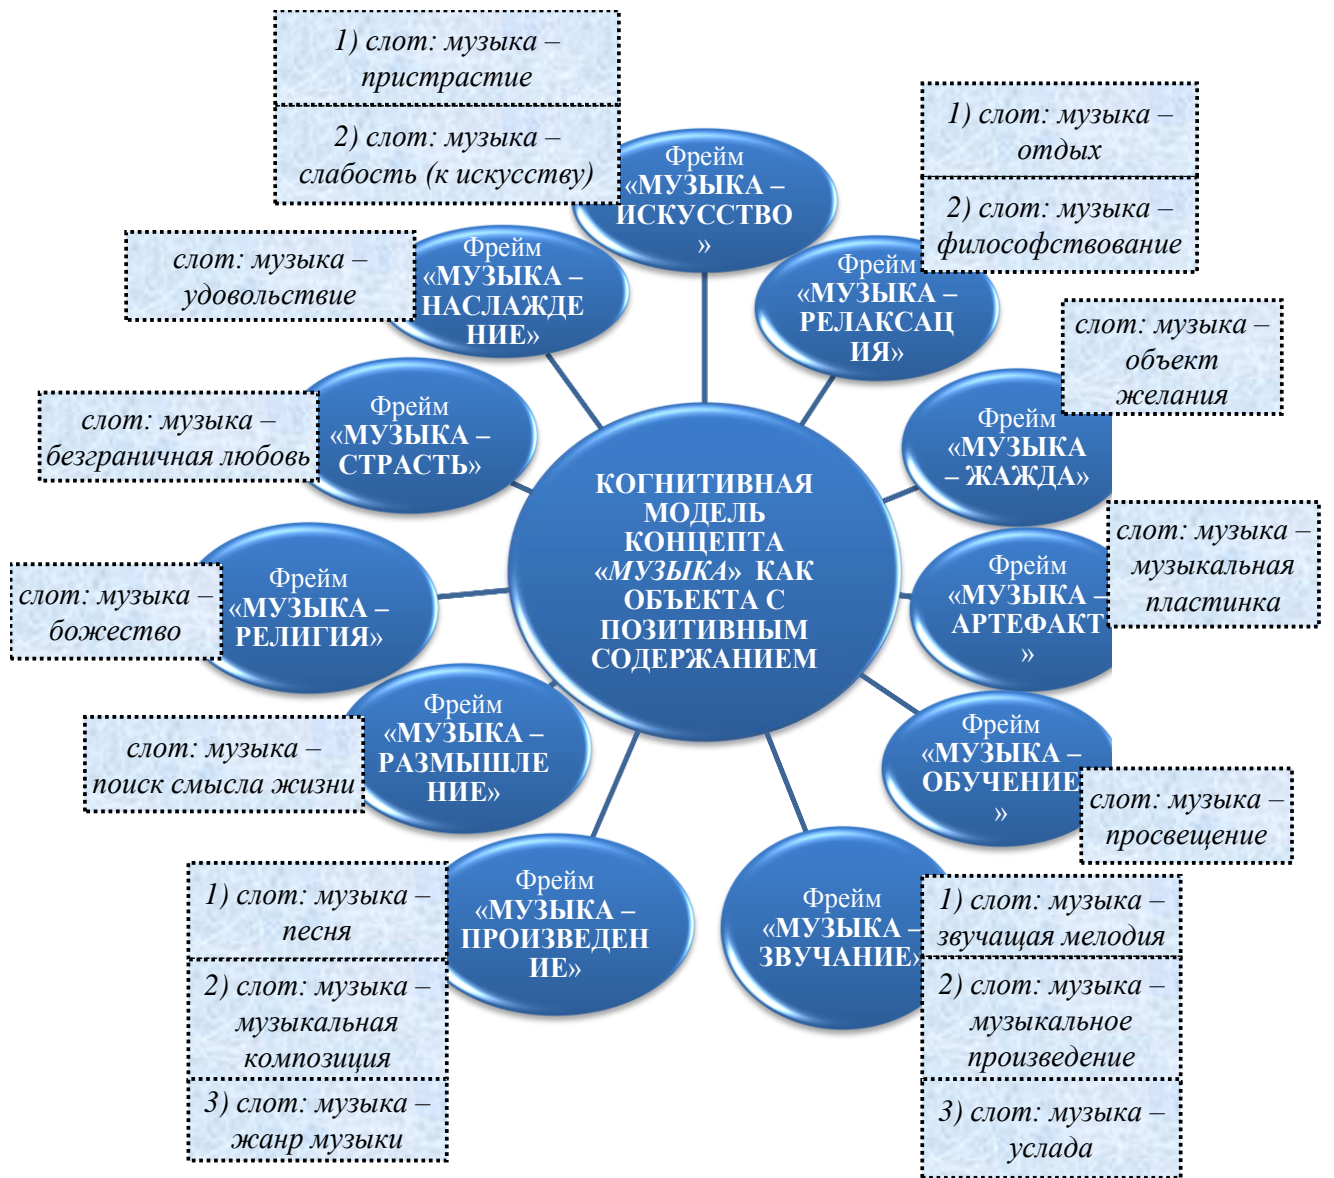 1) слот: музыка –
пристрастие
2) слот: музыка –
слабость (к искусству)
Фрейм
«МУЗЫКА –
ИСКУССТВО
»
1) слот: музыка –
отдых
2) слот: музыка –
философствование
Фрейм
«МУЗЫКА –
РЕЛАКСАЦ
ИЯ»
слот: музыка –
удовольствие
Фрейм
«МУЗЫКА –
НАСЛАЖДЕ
НИЕ»
слот: музыка –
объект
желания
Фрейм
«МУЗЫКА
– ЖАЖДА»
слот: музыка –
безграничная любовь
Фрейм
«МУЗЫКА –
СТРАСТЬ»
КОГНИТИВНАЯ
МОДЕЛЬ
КОНЦЕПТА
«МУЗЫКА» КАК
ОБЪЕКТА С
ПОЗИТИВНЫМ
СОДЕРЖАНИЕМ
слот: музыка –
музыкальная
пластинка
Фрейм
«МУЗЫКА –
АРТЕФАКТ
»
слот: музыка –
божество
Фрейм
«МУЗЫКА –
РЕЛИГИЯ»
слот: музыка –
поиск смысла жизни
Фрейм
«МУЗЫКА –
РАЗМЫШЛЕ
НИЕ»
Фрейм
«МУЗЫКА –
ОБУЧЕНИЕ
»
слот: музыка –
просвещение
1) слот: музыка –
песня
2) слот: музыка –
музыкальная
композиция
3) слот: музыка –
жанр музыки
Фрейм
«МУЗЫКА –
ПРОИЗВЕДЕН
ИЕ»
Фрейм
«МУЗЫКА –
ЗВУЧАНИЕ»
1) слот: музыка –
звучащая мелодия
2) слот: музыка –
музыкальное
произведение
3) слот: музыка –
услада